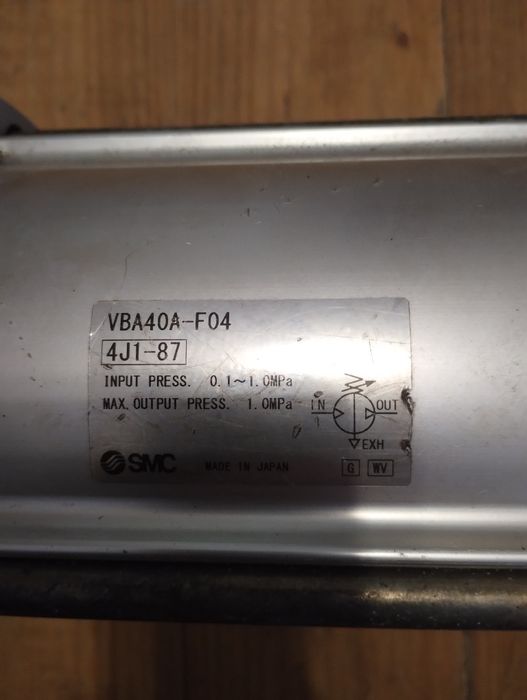 VBA40A-F04
4J1-87
INPUT PRESS. 0.1~1.0MPa
MAX. OUTPUT PRESS. 1.0MPa
IN OUT
EXH
SMC MADE IN JAPAN G WV